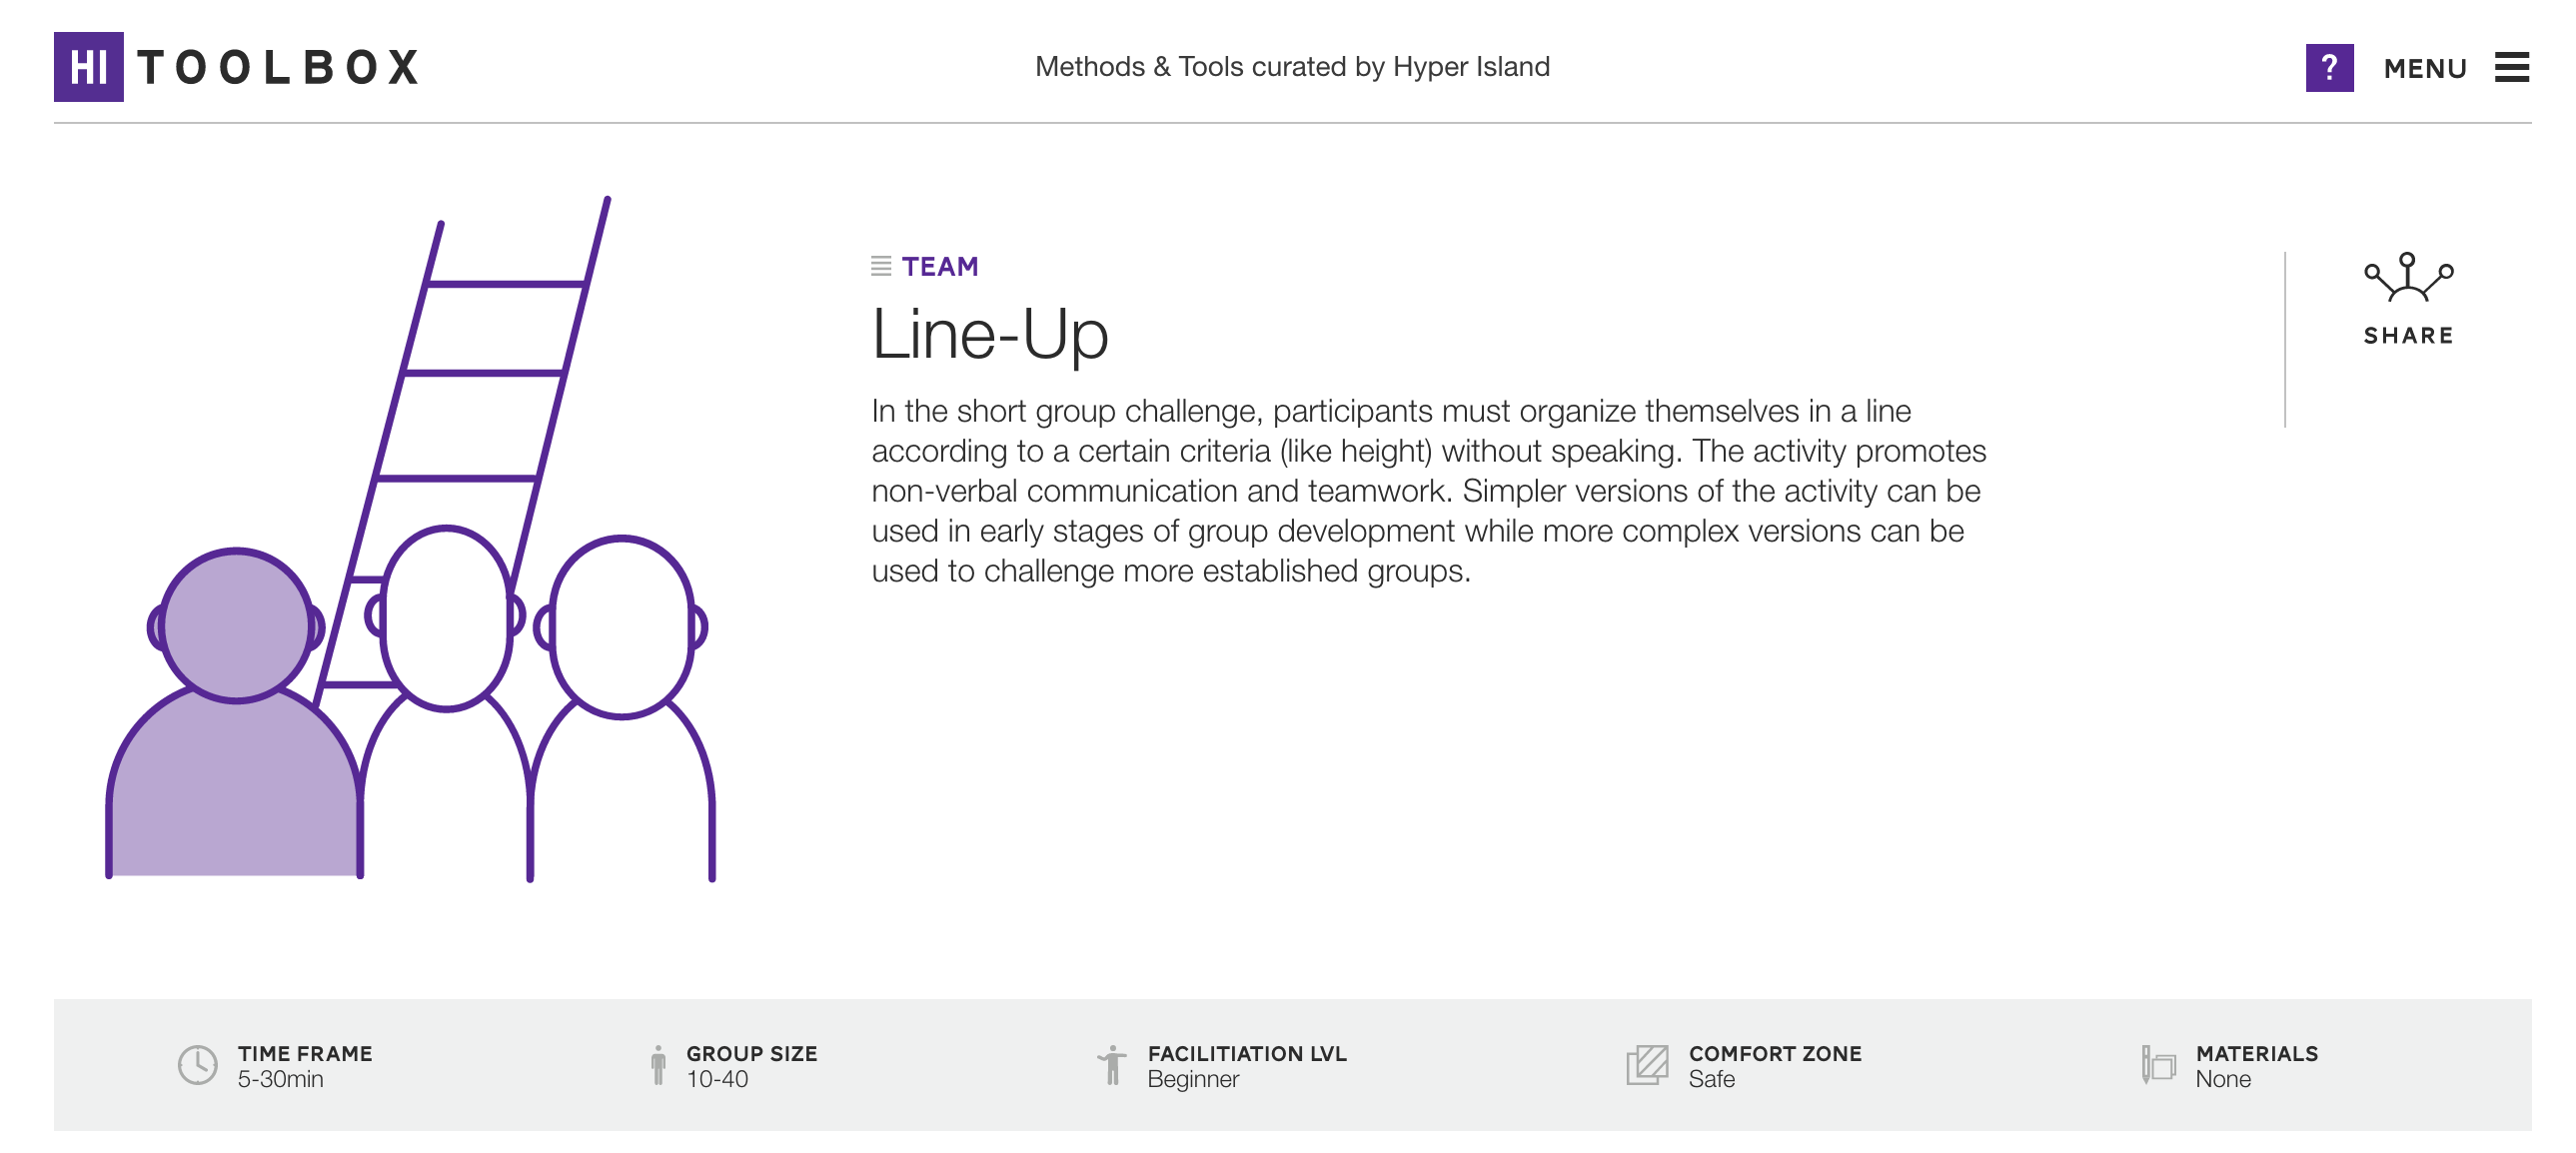 HI TOOLBOX
Methods & Tools curated by Hyper Island
? MENU
TEAM
Line-Up
In the short group challenge, participants must organize themselves in a line
according to a certain criteria (like height) without speaking. The activity promotes
non-verbal communication and teamwork. Simpler versions of the activity can be
used in early stages of group development while more complex versions can be
used to challenge more established groups.
SHARE
TIME FRAME
5-30min
GROUP SIZE
10-40
FACILITIATION LVL
Beginner
COMFORT ZONE
Safe
MATERIALS
None